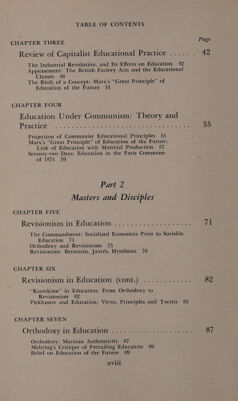 TABLE OF CONTENTS
Page
CHAPTER THREE
Review of Capitalist Educational Practice . . . . . . 42
The Industrial Revolution, and Its Effects on Education 42
Appeasement: The British Factory Acts and the Educational
Clauses 46
The Birth of a Concept: Marx's "Great Principle" of
Education of the Future 51
CHAPTER FOUR
Education Under Communism: Theory and
Practice . . . . . . . . . . . . . . . . . . . . . . . . . . . . . . . . 55
Projection of Communist Educational Principles 55
Marx's "Great Principle" of Education of the Future:
Link of Education with Material Production 57
Seventy-two Days: Education in the Paris Commune
of 1871 59
Part 2
Masters and Disciples
CHAPTER FIVE
Revisionism in Education . . . . . . . . . . . . . . . . . . . 71
The Commandment: Socialized Economics Prior to Socialist
Education 71
Orthodoxy and Revisionism 75
Revisionism: Bernstein, Jaurès, Hyndman 76
CHAPTER SIX
Revisionism in Education (cont.) . . . . . . . . . . . . 82
"Kautskism" in Education: From Orthodoxy to
Revisionism 82
Plekhanov and Education: Views, Principles and Tactics 85
CHAPTER SEVEN
Orthodoxy in Education . . . . . . . . . . . . . . . . . . . . 87
Orthodoxy: Marxian Authenticity 87
Mehring's Critique of Prevailing Education 89
Bebel on Education of the Future 89
xviii